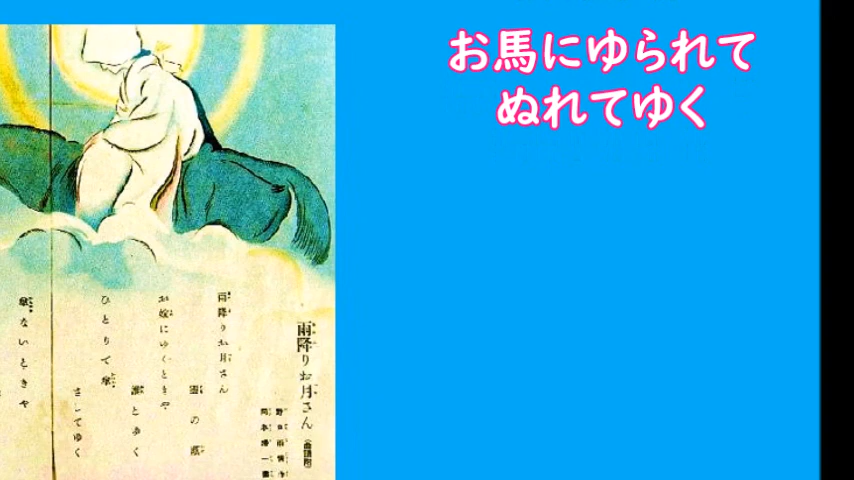 お馬にゆられて
ぬれてゆく
雨降りお月さん
雨降りお月さん
雲の蔭
お嫁にゆくときや
誰とゆく
ひとりで傘
さしてゆく
傘ないときや